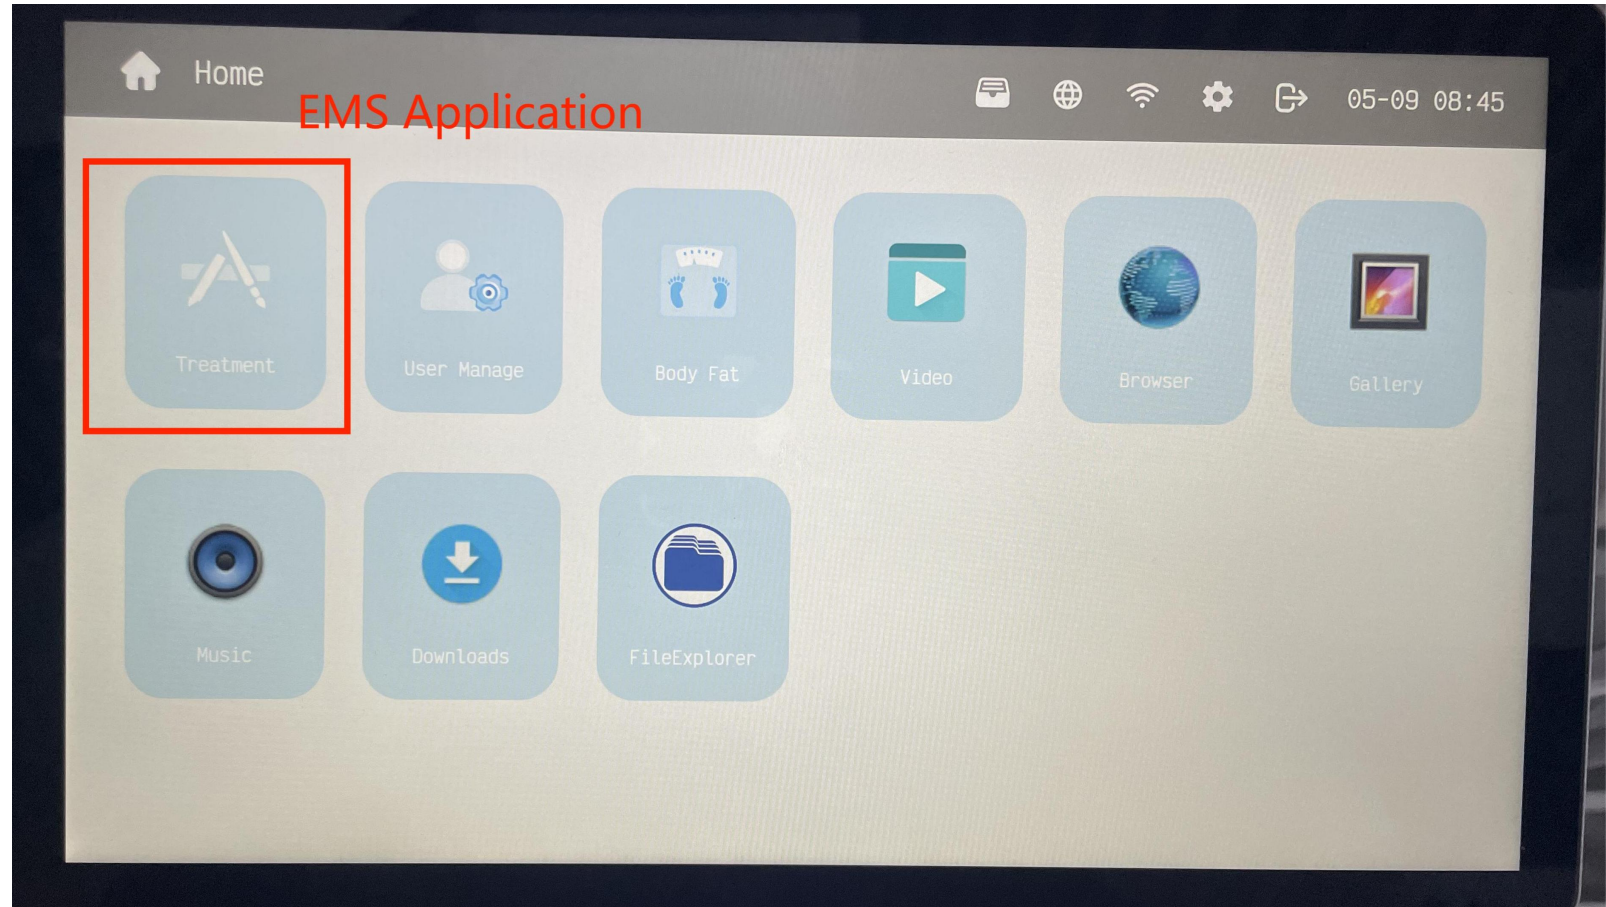 Home
EMS Application
05-09 08:45
Treatment
User Manage
Body Fat
Video
Browser
Gallery
Music
Downloads
FileExplorer